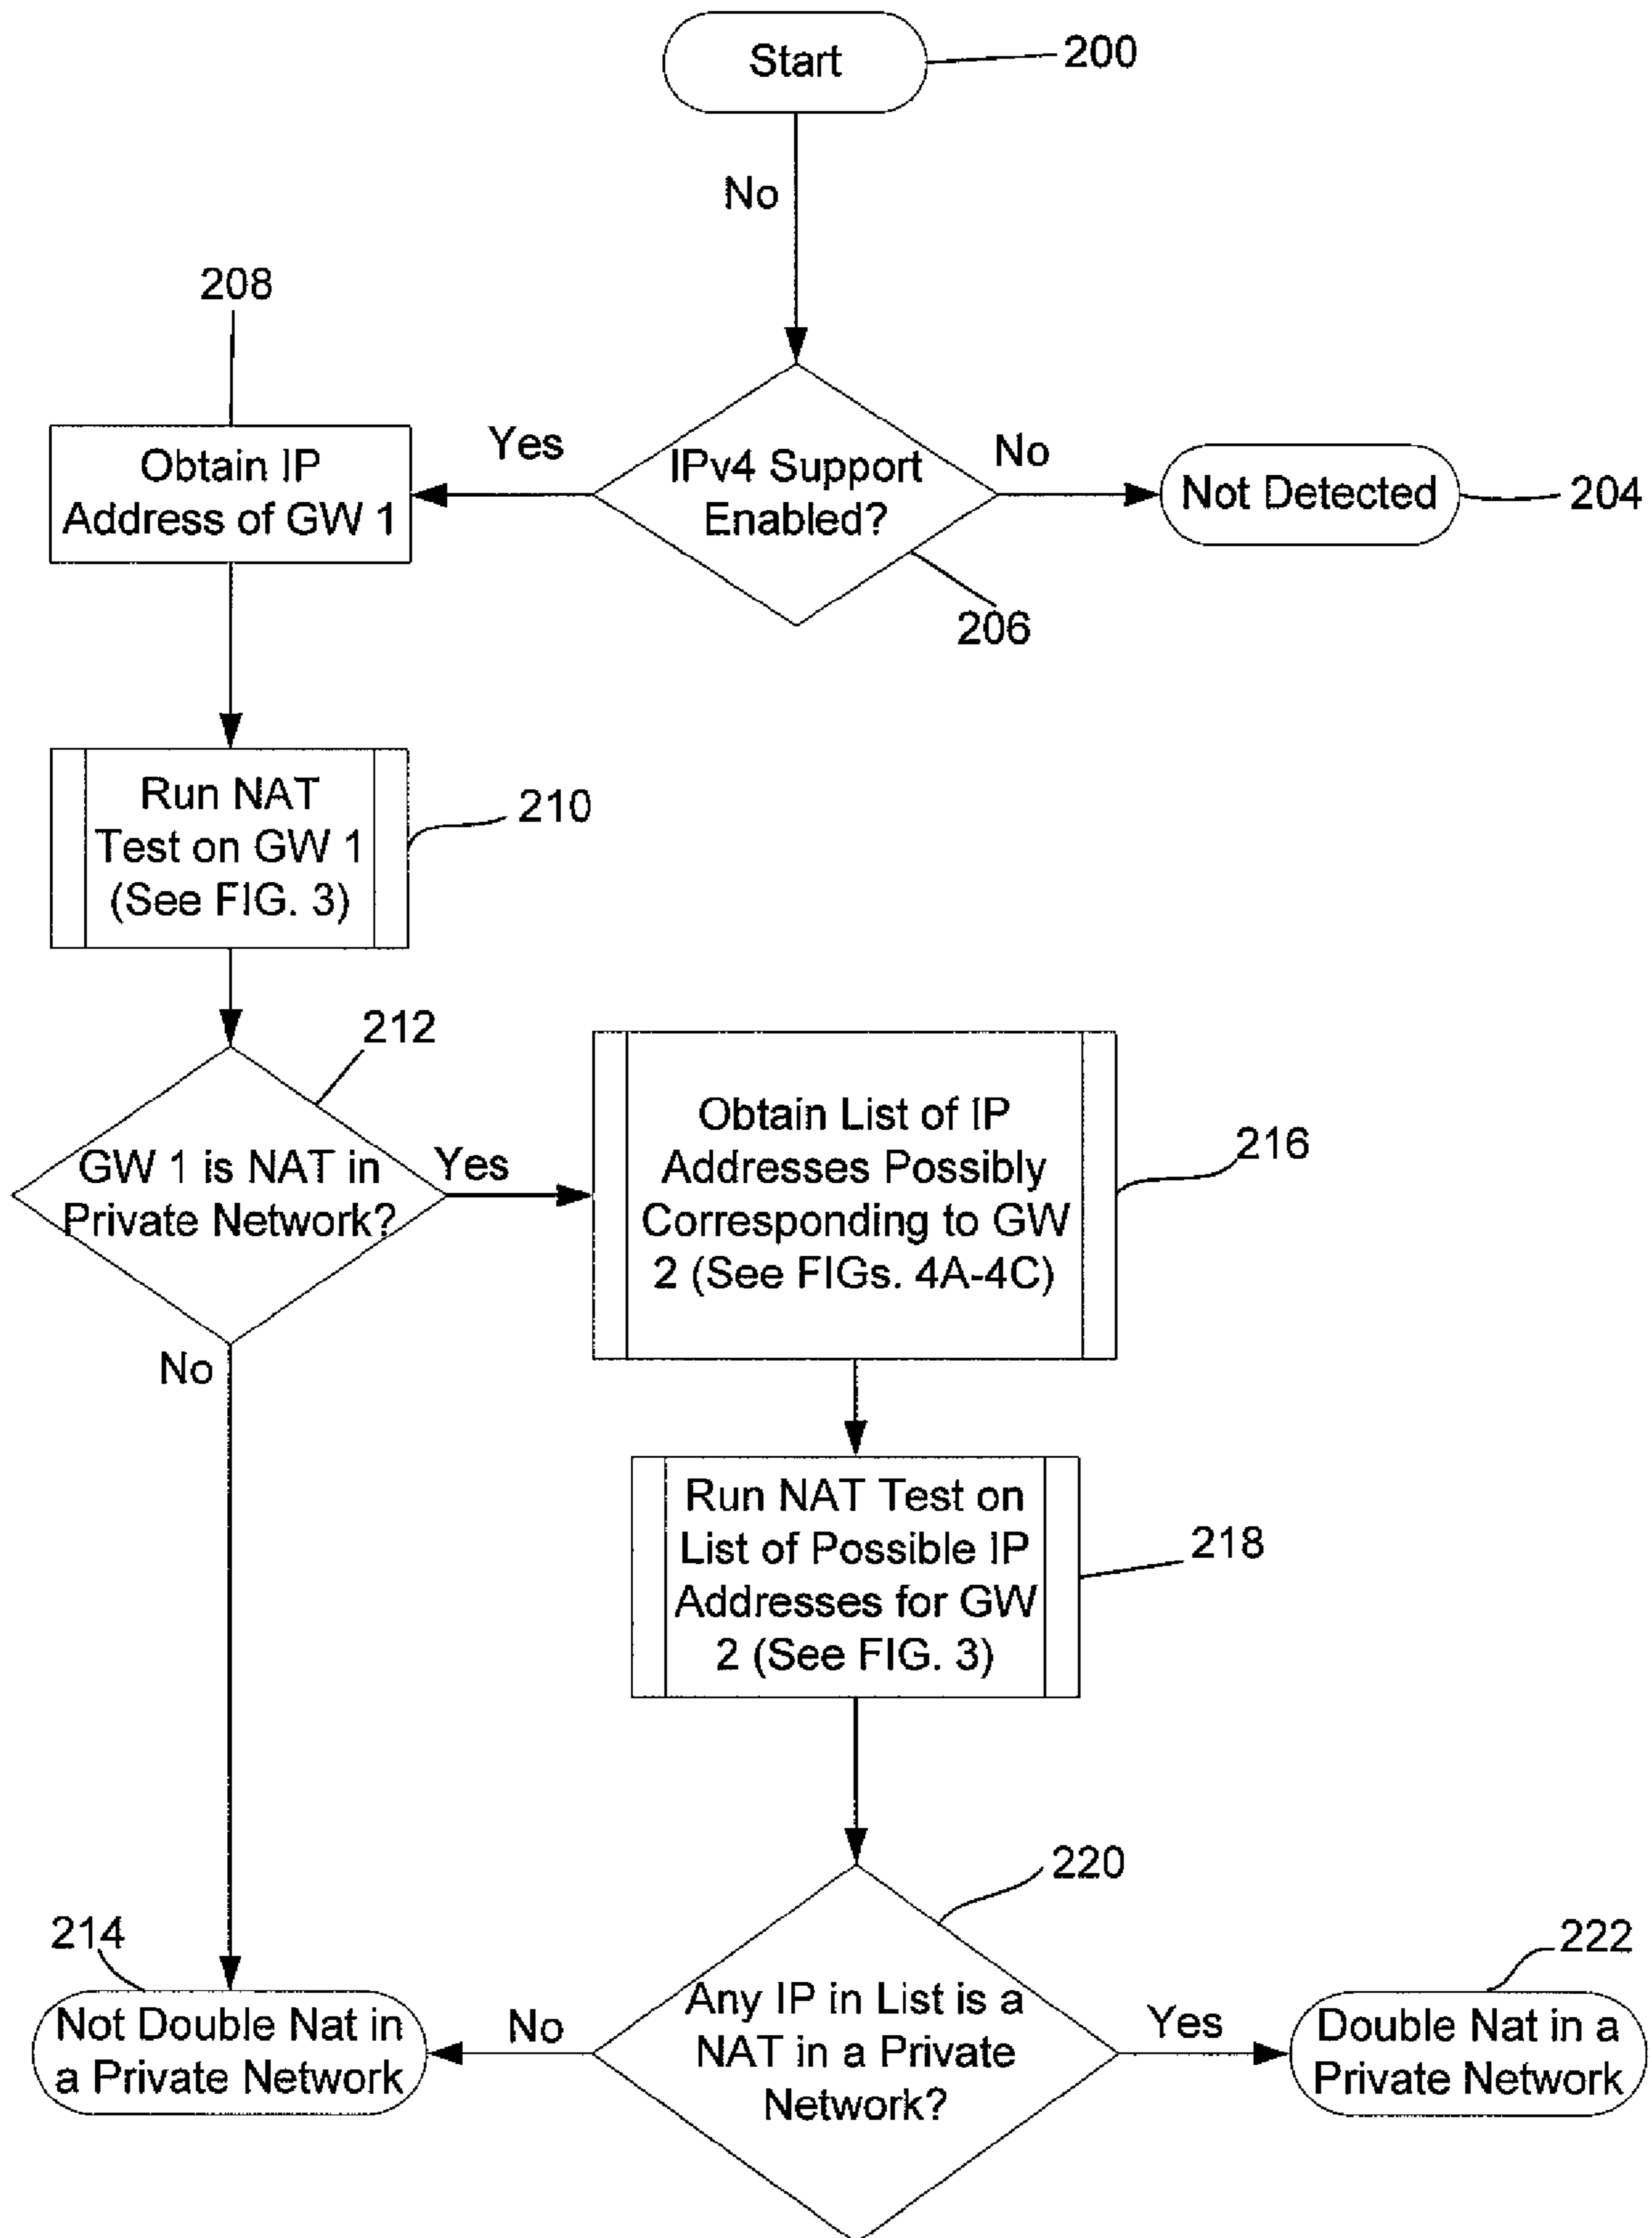 Start
200
No
208
Yes
No
Obtain IP
Address of GW 1
IPv4 Support
Enabled?
Not Detected
204
206
Run NAT
Test on GW 1
(See FIG. 3)
210
212
GW 1 is NAT in
Private Network?
Yes
No
Obtain List of IP
Addresses Possibly
Corresponding to GW
2 (See FIGs. 4A-4C)
216
Run NAT Test on
List of Possible IP
Addresses for GW
2 (See FIG. 3)
218
220
214
Not Double Nat in
a Private Network
No
Any IP in List is a
NAT in a Private
Network?
Yes
222
Double Nat in a
Private Network